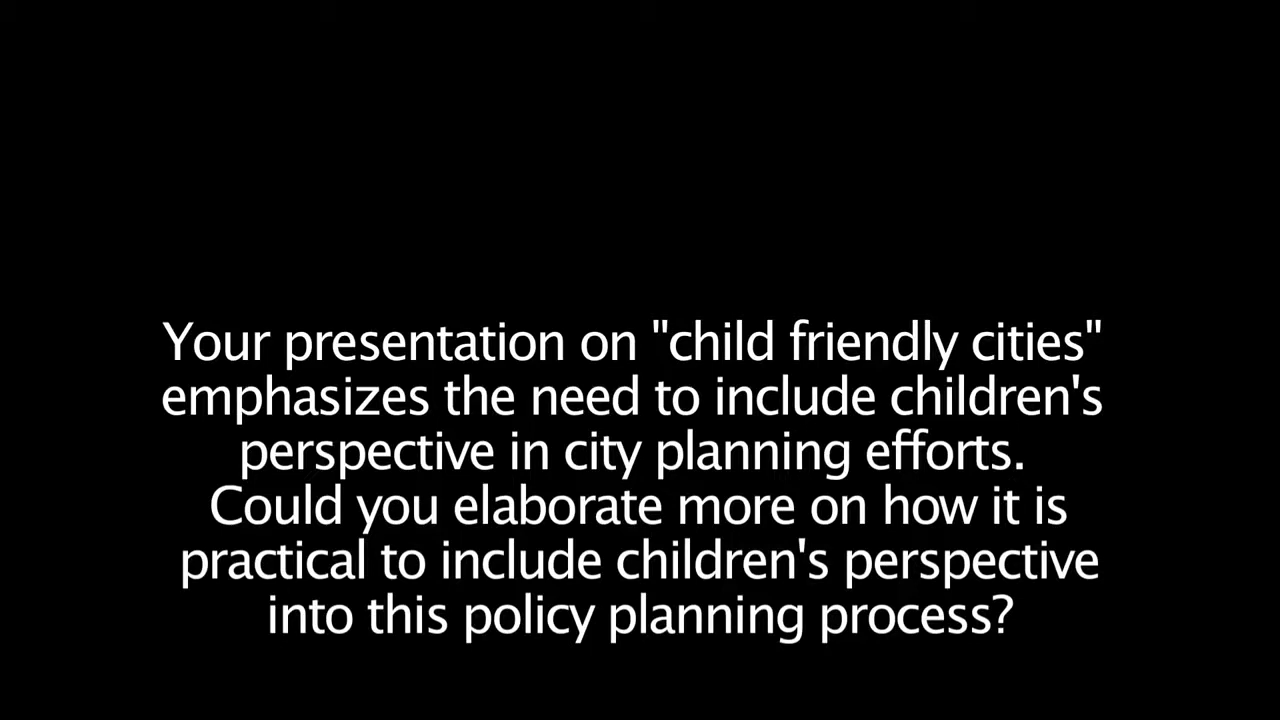 Your presentation on "child friendly cities"
emphasizes the need to include children's
perspective in city planning efforts.
Could you elaborate more on how it is
practical to include children's perspective
into this policy planning process?